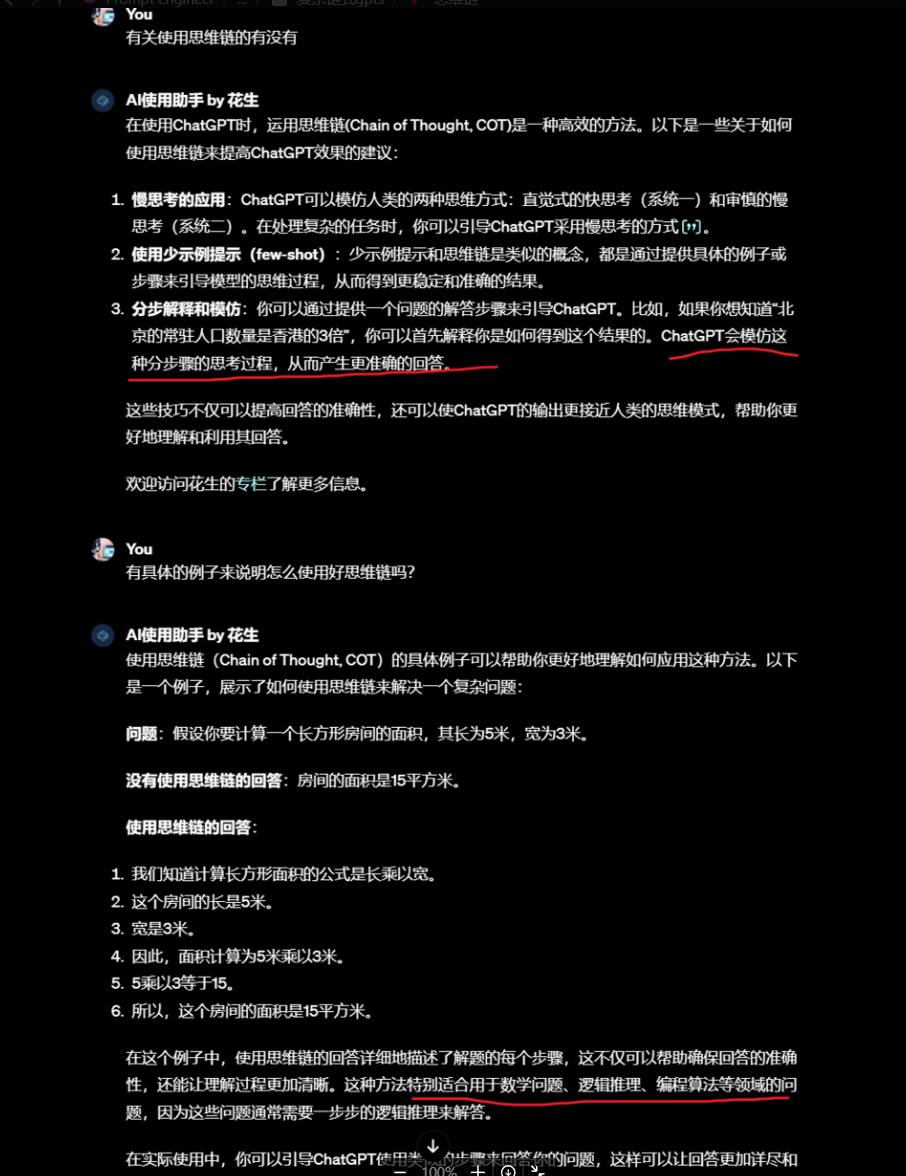 Prompt Engineer / ... /
You
有关使用思维链的有没有
AI使用助手 by 花生
在使用ChatGPT时，运用思维链(Chain of Thought, COT)是一种高效的方法。以下是一些关于如何
使用思维链来提高ChatGPT效果的建议：
1. 慢思考的应用：ChatGPT可以模仿人类的两种思维方式：直觉式的快思考（系统一）和审慎的慢
思考（系统二）。在处理复杂的任务时，你可以引导ChatGPT采用慢思考的方式。
2. 使用少示例提示（few-shot）：少示例提示和思维链是类似的概念，都是通过提供具体的例子或
步骤来引导模型的思维过程，从而得到更稳定和准确的结果。
3. 分步解释和模仿：你可以通过提供一个问题的解答步骤来引导ChatGPT。比如，如果你想知道“北
京的常驻人口数量是香港的3倍”，你可以首先解释你是如何得到这个结果的。ChatGPT会模仿这
种分步骤的思考过程，从而产生更准确的回答。
这些技巧不仅可以提高回答的准确性，还可以使ChatGPT的输出更接近人类的思维模式，帮助你更
好地理解和利用其回答。
欢迎访问花生的专栏了解更多信息。
You
有具体的例子来说明怎么使用好思维链吗?
AI使用助手 by 花生
使用思维链（Chain of Thought, COT）的具体例子可以帮助你更好地理解如何应用这种方法。以下
是一个例子，展示了如何使用思维链来解决一个复杂问题：
问题：假设你要计算一个长方形房间的面积，其长为5米，宽为3米。
没有使用思维链的回答：房间的面积是15平方米。
使用思维链的回答：
1. 我们知道计算长方形面积的公式是长乘以宽。
2. 这个房间的长是5米。
3. 宽是3米。
4. 因此，面积计算为5米乘以3米。
5. 5乘以3等于15。
6. 所以，这个房间的面积是15平方米。
在这个例子中，使用思维链的回答详细地描述了解题的每个步骤，这不仅可以帮助确保回答的准确
性，还能让理解过程更加清晰。这种方法特别适合用于数学问题、逻辑推理、编程算法等领域的问
题，因为这些问题通常需要一步步的逻辑推理来解答。
在实际使用中，你可以引导ChatGPT使用类似的步骤来回答你的问题，这样可以让回答更加详尽和
100%